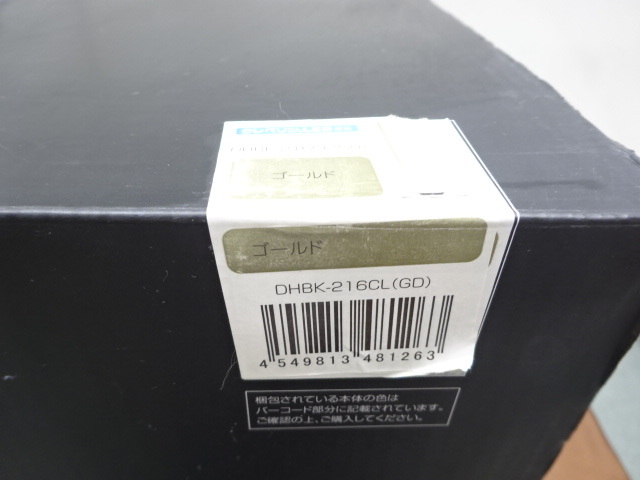 ゴールド
ゴールド
DHBK-216CL(GD)
4 549813 481263
梱包されている本体の色は
バーコード部分に記載されています。
ご確認の上、ご購入してください。